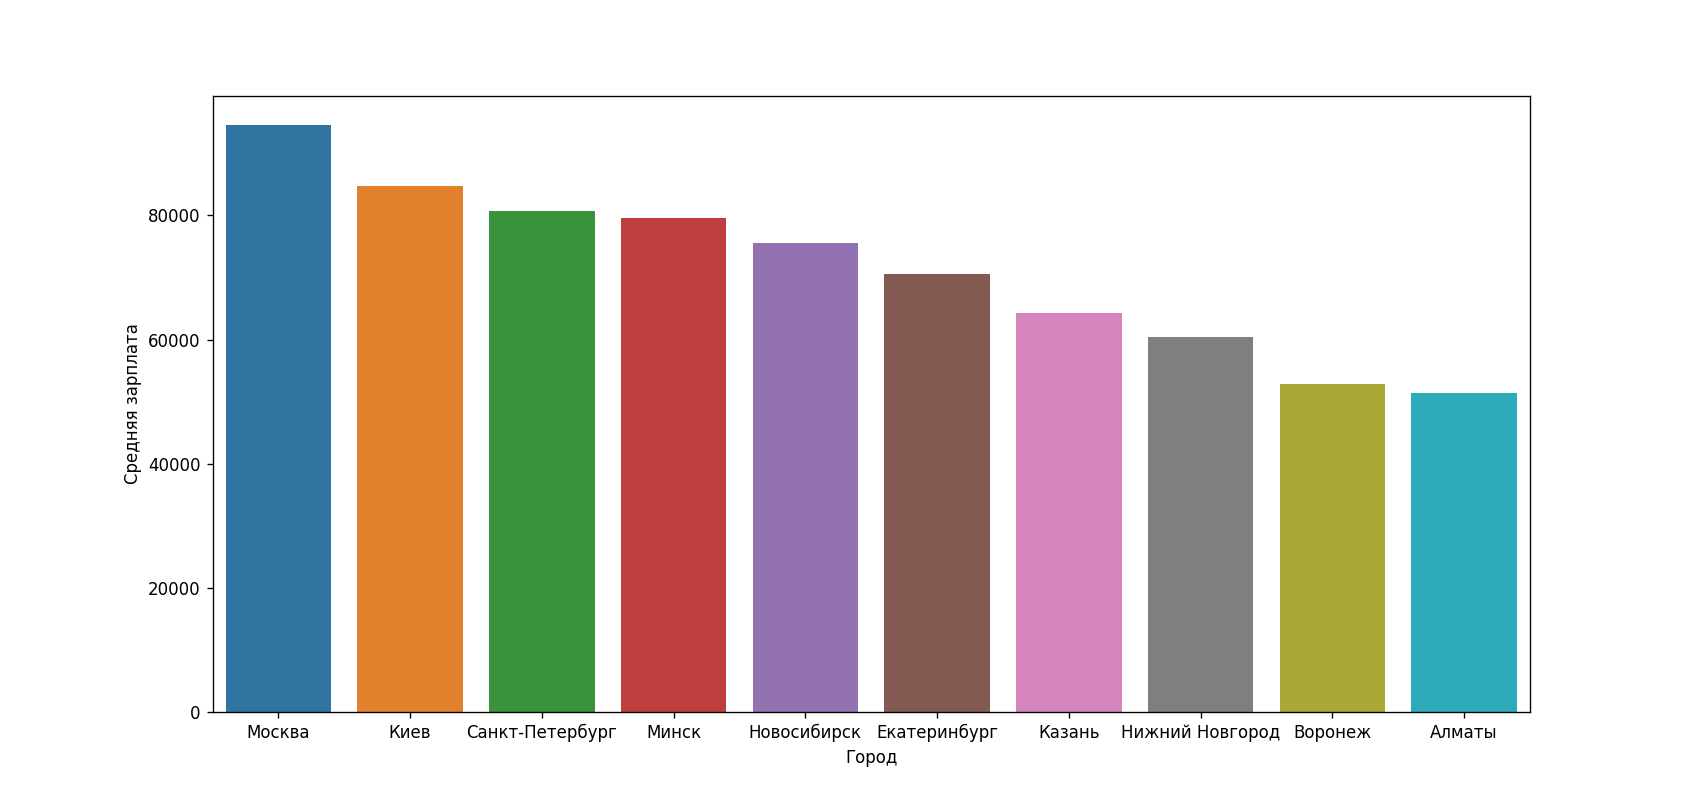 Средняя зарплата
80000
60000
40000
20000
0
Москва Киев Санкт-Петербург Минск Новосибирск Екатеринбург Казань Нижний Новгород Воронеж Алматы
Город